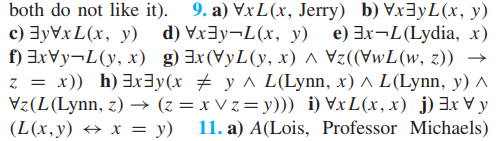 both do not like it). 9. a) ∀xL(x, Jerry) b) ∀x∃yL(x, y)
c) ∃y∀xL(x, y) d) ∀x∃y¬L(x, y) e) ∃x¬L(Lydia, x)
f) ∃x∀y¬L(y, x) g) ∃x(∀yL(y, x) ∧ ∀z((∀wL(w, z)) →
z = x)) h) ∃x∃y(x ≠ y ∧ L(Lynn, x) ∧ L(Lynn, y) ∧
∀z(L(Lynn, z) → (z = x ∨ z = y))) i) ∀xL(x, x) j) ∃x∀y
(L(x,y) ↔ x = y) 11. a) A(Lois, Professor Michaels)